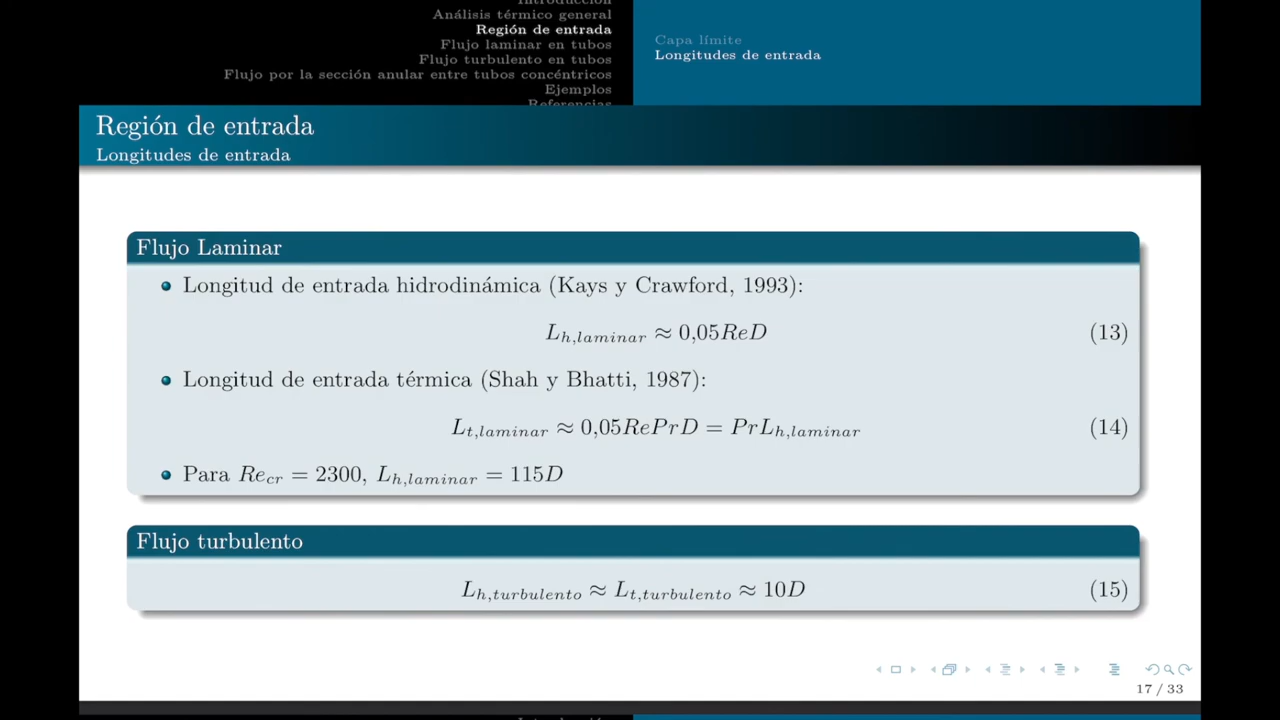 Introducción
Análisis térmico general
Región de entrada
Flujo laminar en tubos
Flujo turbulento en tubos
Flujo por la sección anular entre tubos concéntricos
Ejemplos
Referencias
Capa límite
Longitudes de entrada
Región de entrada
Longitudes de entrada
Flujo Laminar
Longitud de entrada hidrodinámica (Kays y Crawford, 1993):
L_{h,laminar} ≈ 0,05ReD (13)
Longitud de entrada térmica (Shah y Bhatti, 1987):
L_{t,laminar} ≈ 0,05RePrD = PrL_{h,laminar} (14)
Para Re_{cr} = 2300, L_{h,laminar} = 115D
Flujo turbulento
L_{h,turbulento} ≈ L_{t,turbulento} ≈ 10D (15)
17 / 33